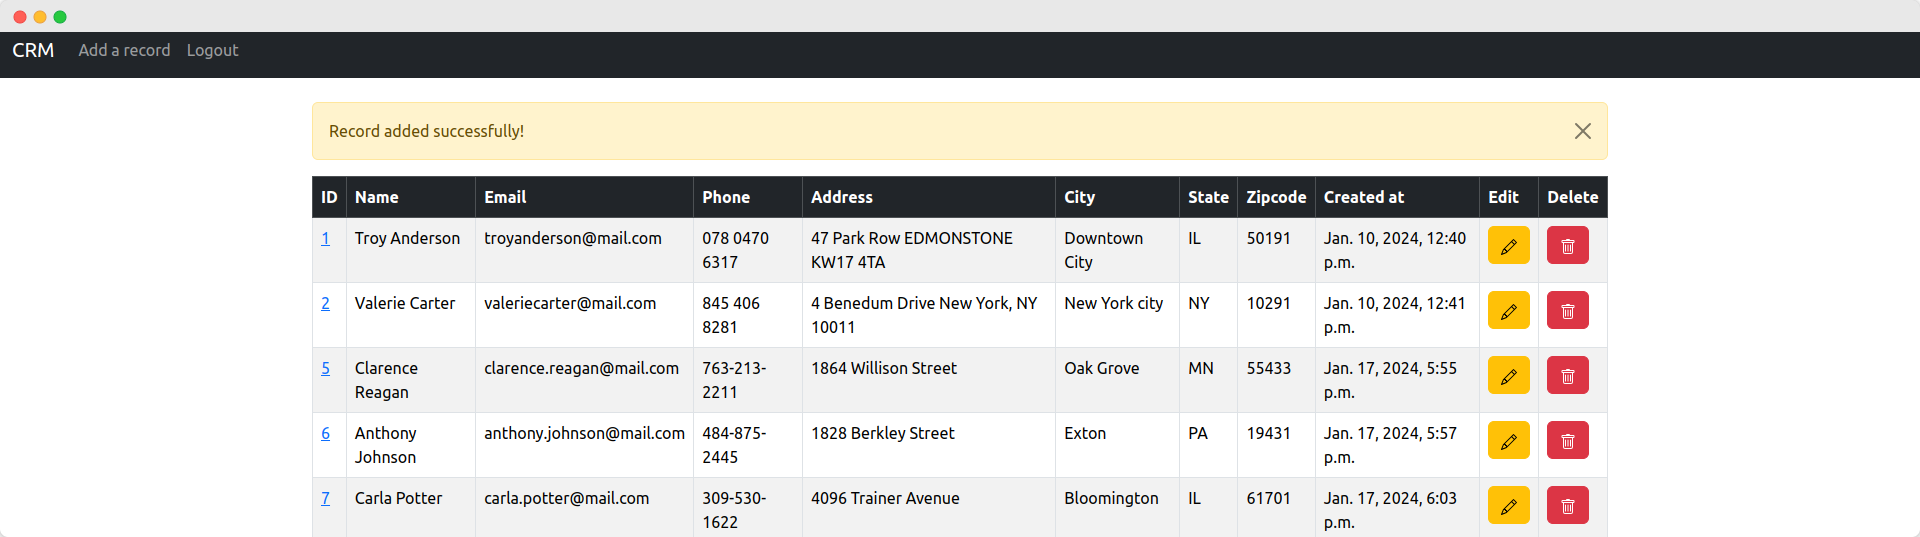 CRM Add a record Logout
Record added successfully!
ID Name Email Phone Address City State Zipcode Created at Edit Delete
1 Troy Anderson troyanderson@mail.com 078 0470 47 Park Row EDMONSTONE Downtown IL 50191 Jan. 10, 2024, 12:40
6317 KW17 4TA City p.m.
2 Valerie Carter valeriecarter@mail.com 845 406 4 Benedum Drive New York, NY New York city NY 10291 Jan. 10, 2024, 12:41
8281 10011 p.m.
5 Clarence clarence.reagan@mail.com 763-213- 1864 Willison Street Oak Grove MN 55433 Jan. 17, 2024, 5:55
Reagan 2211 p.m.
6 Anthony anthony.johnson@mail.com 484-875- 1828 Berkley Street Exton PA 19431 Jan. 17, 2024, 5:57
Johnson 2445 p.m.
7 Carla Potter carla.potter@mail.com 309-530- 4096 Trainer Avenue Bloomington IL 61701 Jan. 17, 2024, 6:03
1622 p.m.